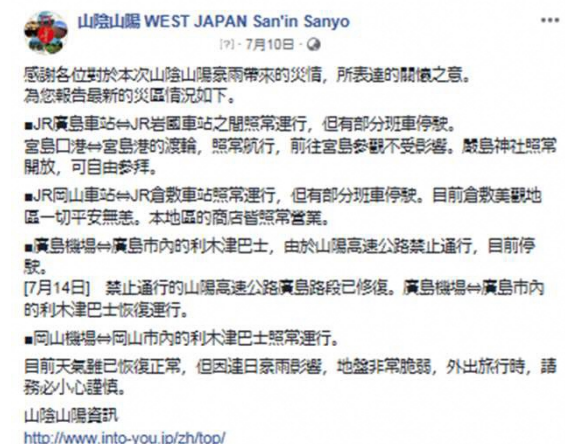 山陰山陽 WEST JAPAN San'in Sanyo
[?]·7月10日·
感謝各位對於本次山陰山陽豪雨帶來的災情，所表達的關懷之意。
為您報告最新的災區情況如下。
■JR廣島車站⇔JR岩國車站之間照常運行，但有部分班車停駛。
宮島口港⇔宮島港的渡輪，照常航行，前往宮島參觀不受影響。嚴島神社照常
開放，可自由參拜。
■JR岡山車站⇔JR倉敷車站照常運行，但有部分班車停駛。目前倉敷美觀地
區一切平安無恙。本地區的商店皆照常營業。
■廣島機場⇔廣島市內的利木津巴士，由於山陽高速公路禁止通行，目前停
駛。
[7月14日] 禁止通行的山陽高速公路廣島路段已修復。廣島機場⇔廣島市內
的利木津巴士恢復運行。
■岡山機場⇔岡山市內的利木津巴士照常運行。
目前天氣雖已恢復正常，但因連日豪雨影響，地盤非常脆弱，外出旅行時，請
務必小心謹慎。
山陰山陽資訊
http://www.into-you.jp/zh/top/